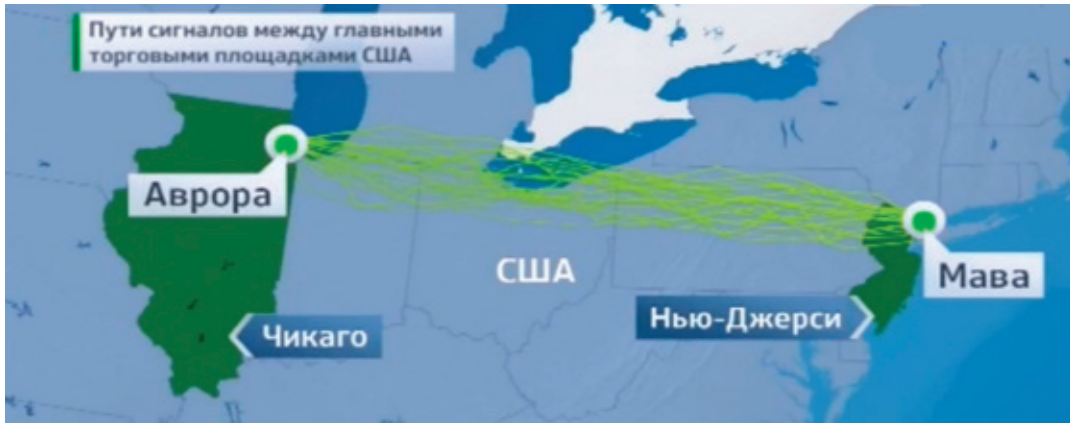 Пути сигналов между главными
торговыми площадками США
Аврора
США
Мава
Нью-Джерси
Чикаго